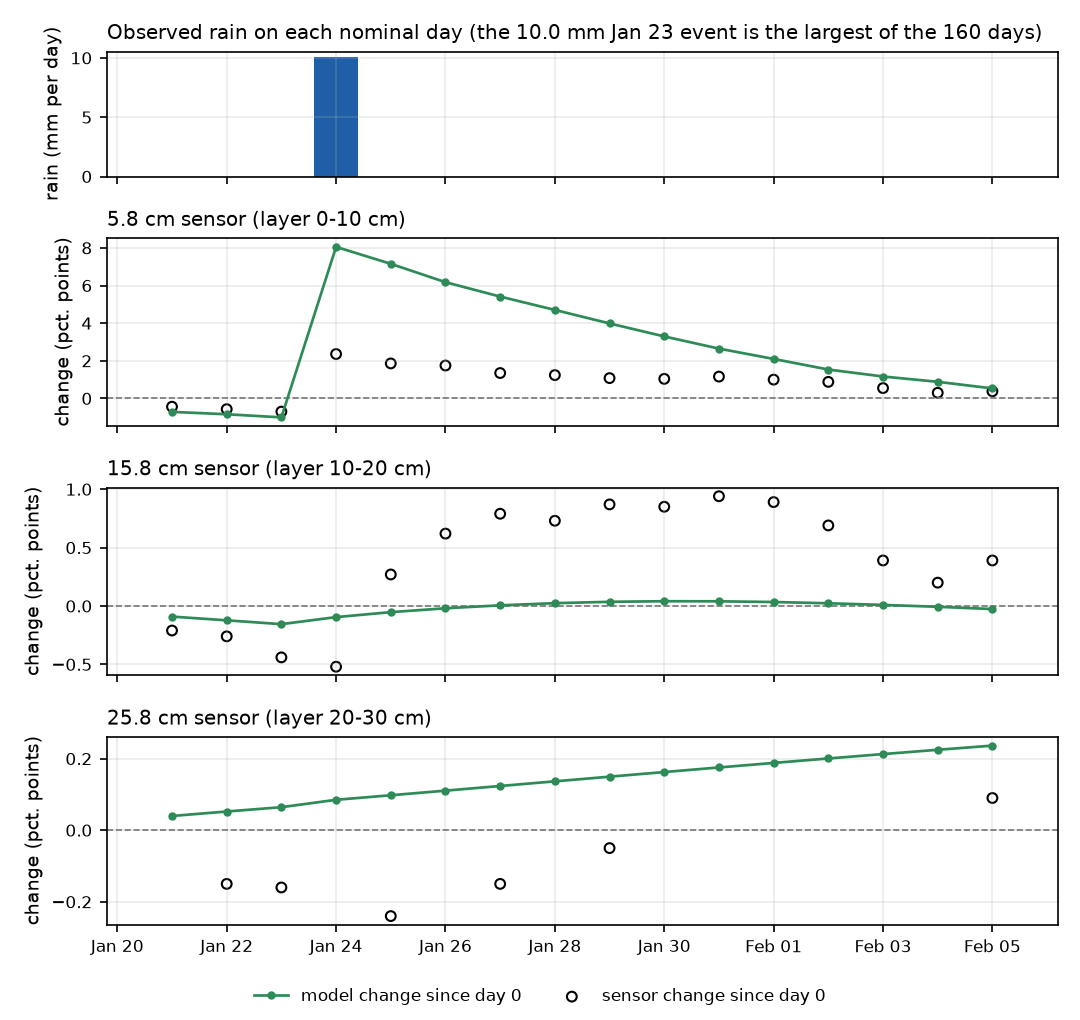 Observed rain on each nominal day (the 10.0 mm Jan 23 event is the largest of the 160 days)
rain (mm per day)
10
5
0
5.8 cm sensor (layer 0-10 cm)
change (pct. points)
8
6
4
2
0
15.8 cm sensor (layer 10-20 cm)
change (pct. points)
1.0
0.5
0.0
−0.5
25.8 cm sensor (layer 20-30 cm)
change (pct. points)
0.2
0.0
−0.2
Jan 20 Jan 22 Jan 24 Jan 26 Jan 28 Jan 30 Feb 01 Feb 03 Feb 05
model change since day 0 sensor change since day 0